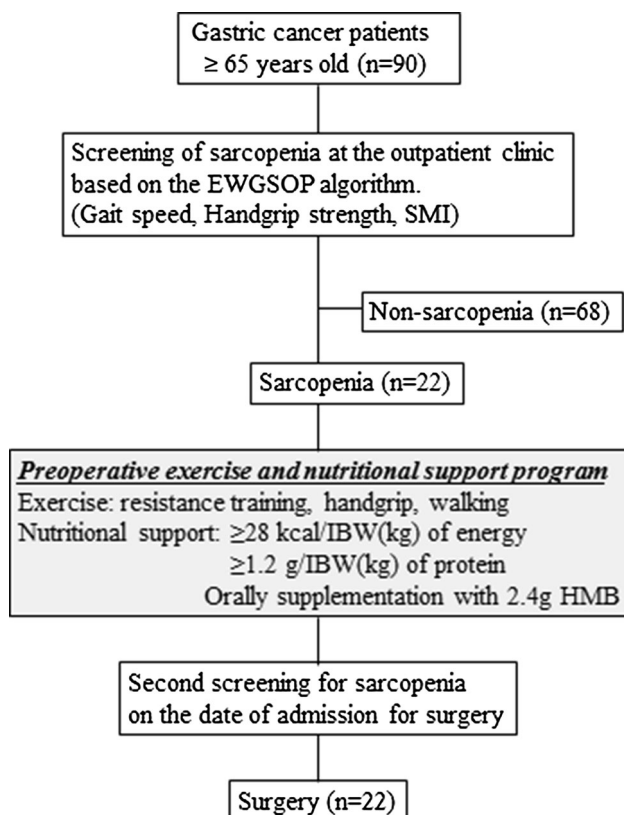 Gastric cancer patients
≥ 65 years old (n=90)
Screening of sarcopenia at the outpatient clinic
based on the EWGSOP algorithm.
(Gait speed, Handgrip strength, SMI)
Non-sarcopenia (n=68)
Sarcopenia (n=22)
Preoperative exercise and nutritional support program
Exercise: resistance training, handgrip, walking
Nutritional support: ≥28 kcal/IBW(kg) of energy
≥1.2 g/IBW(kg) of protein
Orally supplementation with 2.4g HMB
Second screening for sarcopenia
on the date of admission for surgery
Surgery (n=22)